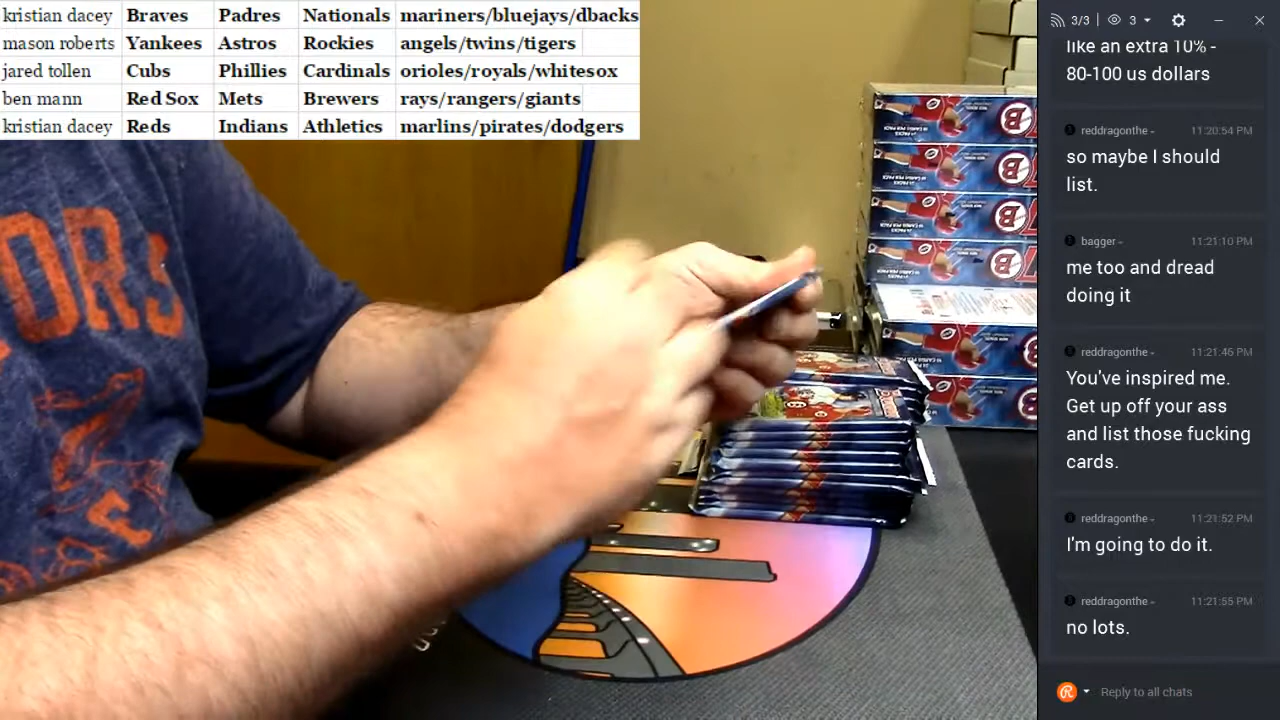 kristian dacey Braves Padres Nationals mariners/bluejays/dbacks
mason roberts Yankees Astros Rockies angels/twins/tigers
jared tollen Cubs Phillies Cardinals orioles/royals/whitesox
ben mann Red Sox Mets Brewers rays/rangers/giants
kristian dacey Reds Indians Athletics marlins/pirates/dodgers
ORS
3/3 | 3
like an extra 10% -
80-100 us dollars
reddragonthe - 11:20:54 PM
so maybe I should
list.
bagger - 11:21:10 PM
me too and dread
doing it
reddragonthe - 11:21:46 PM
You've inspired me.
Get up off your ass
and list those fucking
cards.
reddragonthe - 11:21:52 PM
I'm going to do it.
reddragonthe - 11:21:55 PM
no lots.
Reply to all chats